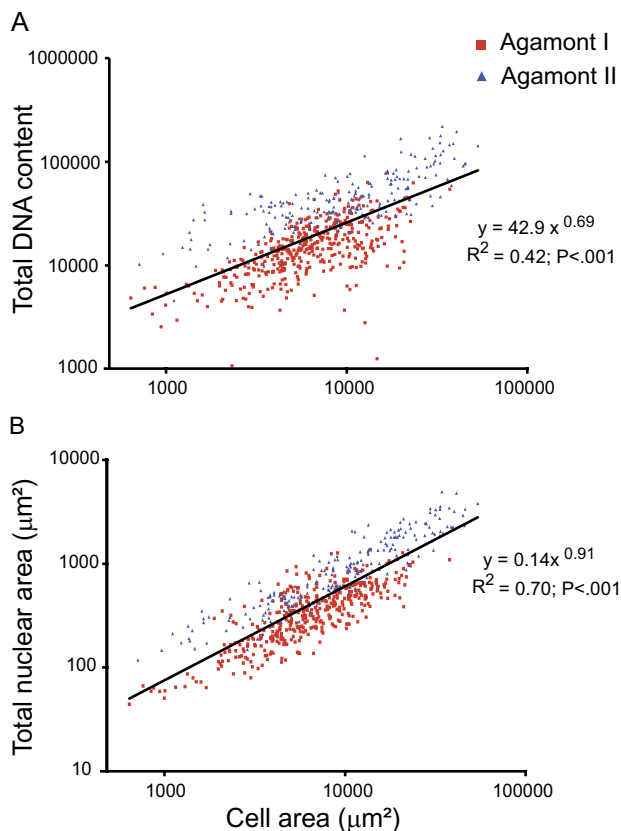 A
Agamont I
Agamont II
1000000
100000
10000
1000
Total DNA content
y = 42.9 x^0.69
R² = 0.42; P<.001
1000
10000
100000
B
10000
1000
100
10
Total nuclear area (μm²)
y = 0.14x^0.91
R² = 0.70; P<.001
1000
10000
100000
Cell area (μm²)